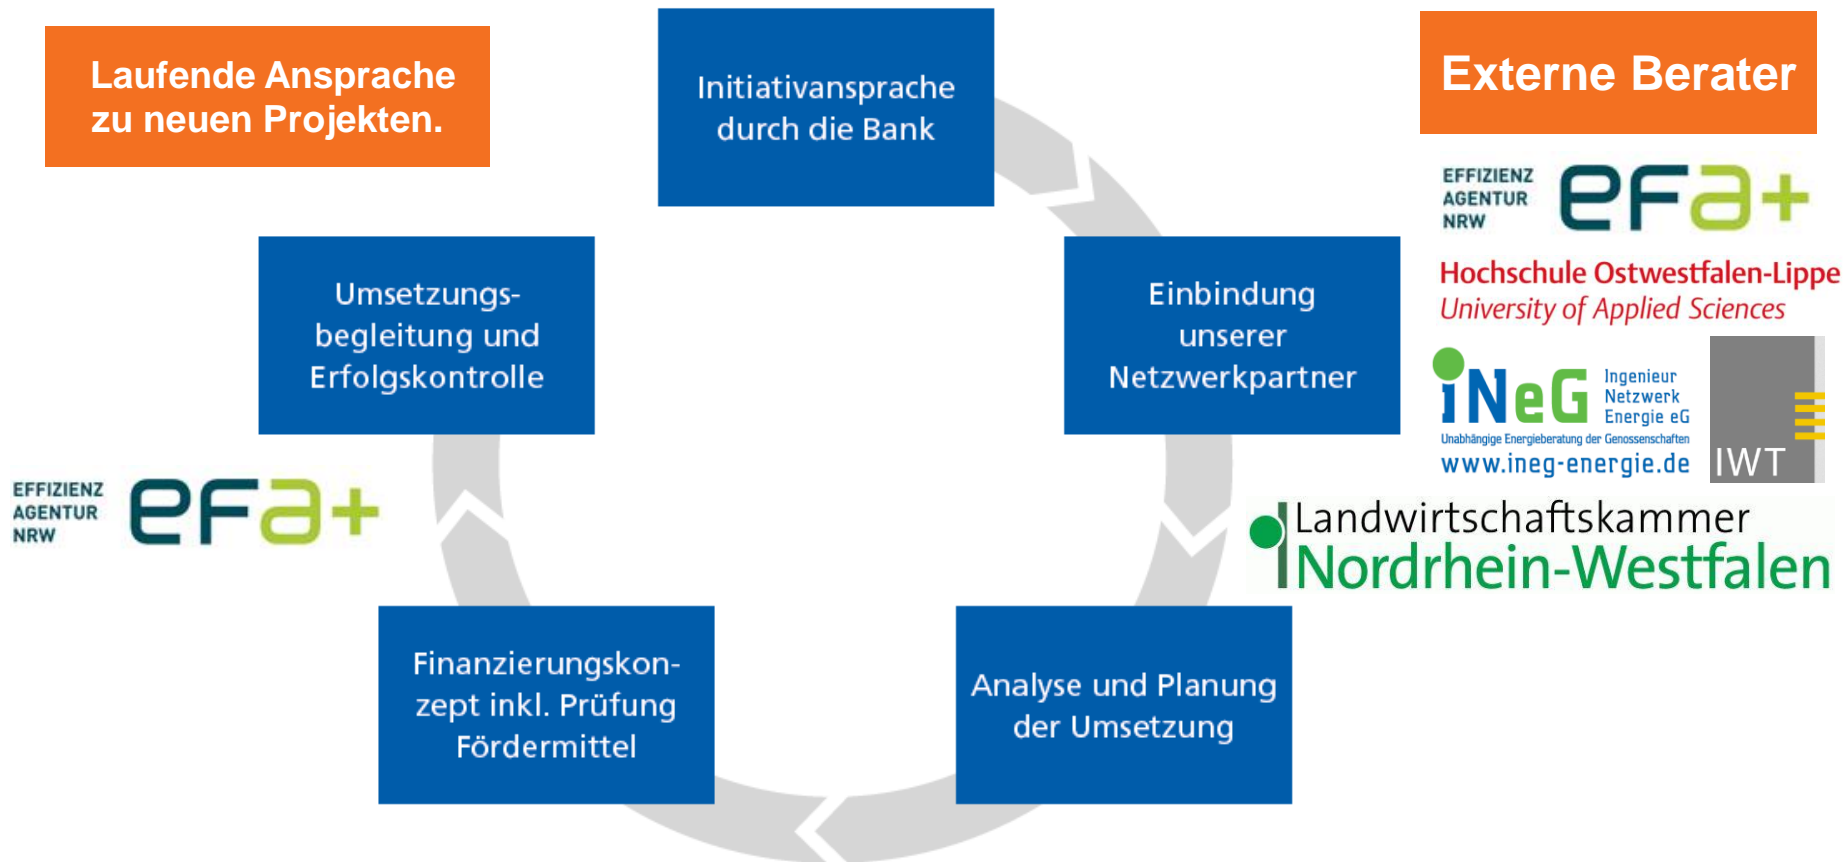 Laufende Ansprache
zu neuen Projekten.
Initiativansprache
durch die Bank
Externe Berater
EFFIZIENZ
AGENTUR
NRW
efa+
Hochschule Ostwestfalen-Lippe
University of Applied Sciences
iNeG
Ingenieur
Netzwerk
Energie eG
Unabhängige Energieberatung der Genossenschaften
www.ineg-energie.de
IWT
Landwirtschaftskammer
Nordrhein-Westfalen
Einbindung
unserer
Netzwerkpartner
Analyse und Planung
der Umsetzung
Finanzierungskon-
zept inkl. Prüfung
Fördermittel
Umsetzungs-
begleitung und
Erfolgskontrolle
EFFIZIENZ
AGENTUR
NRW
efa+